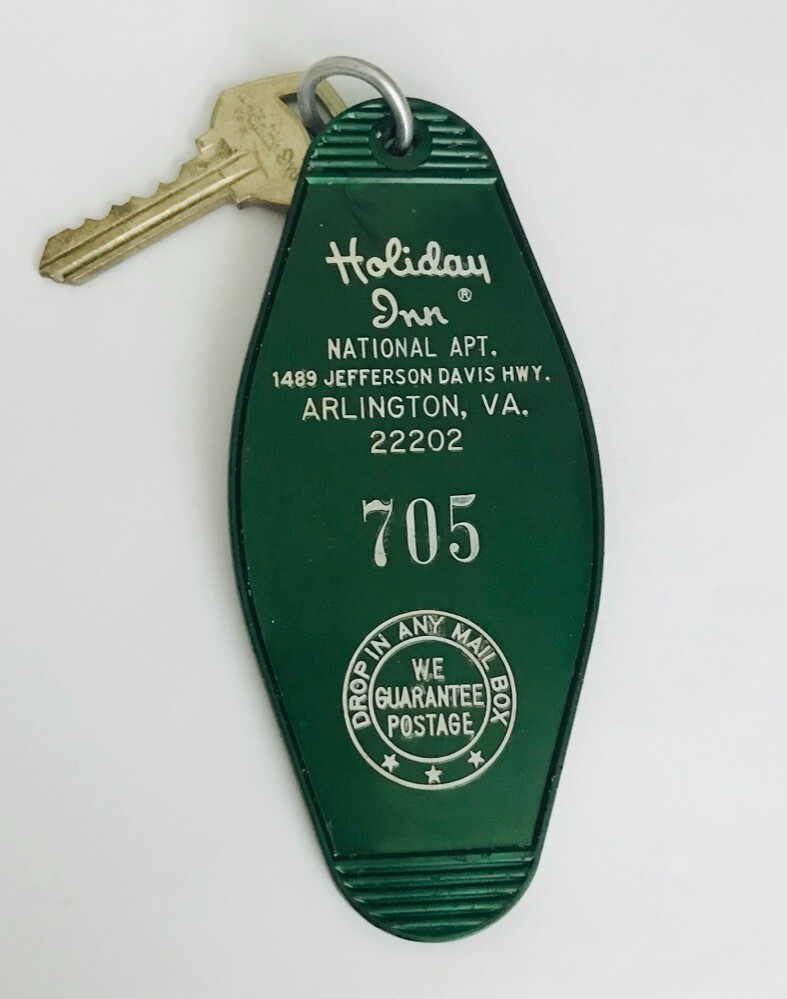 Holiday
Inn ®
NATIONAL APT.
1489 JEFFERSON DAVIS HWY.
ARLINGTON, VA.
22202
705
DROP IN ANY MAIL BOX
WE
GUARANTEE
POSTAGE